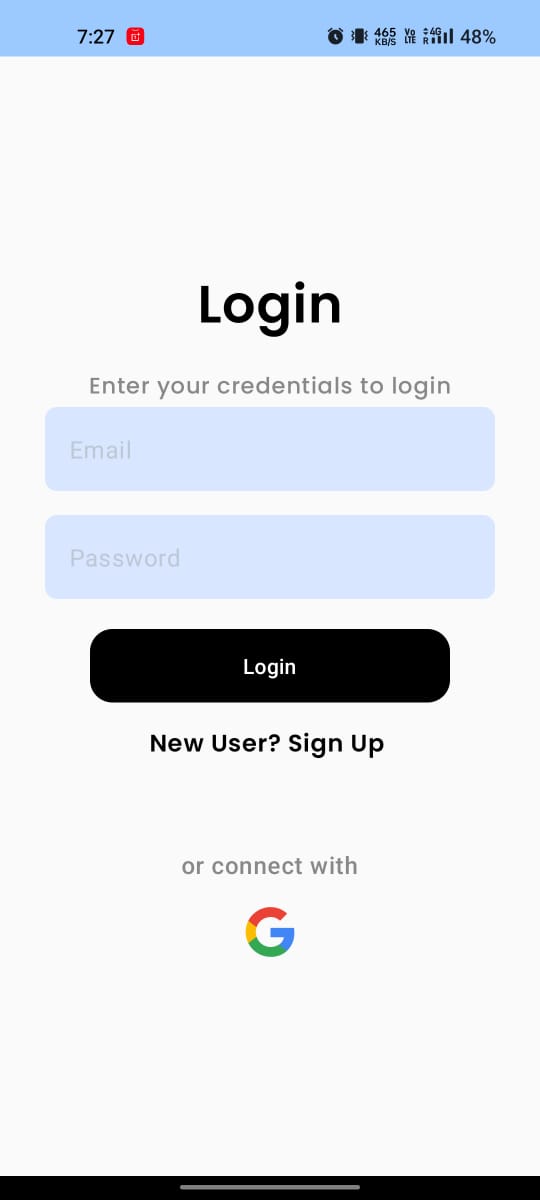 7:27 465 KB/S Vo LTE 4G R 48%
Login
Enter your credentials to login
Email
Password
Login
New User? Sign Up
or connect with